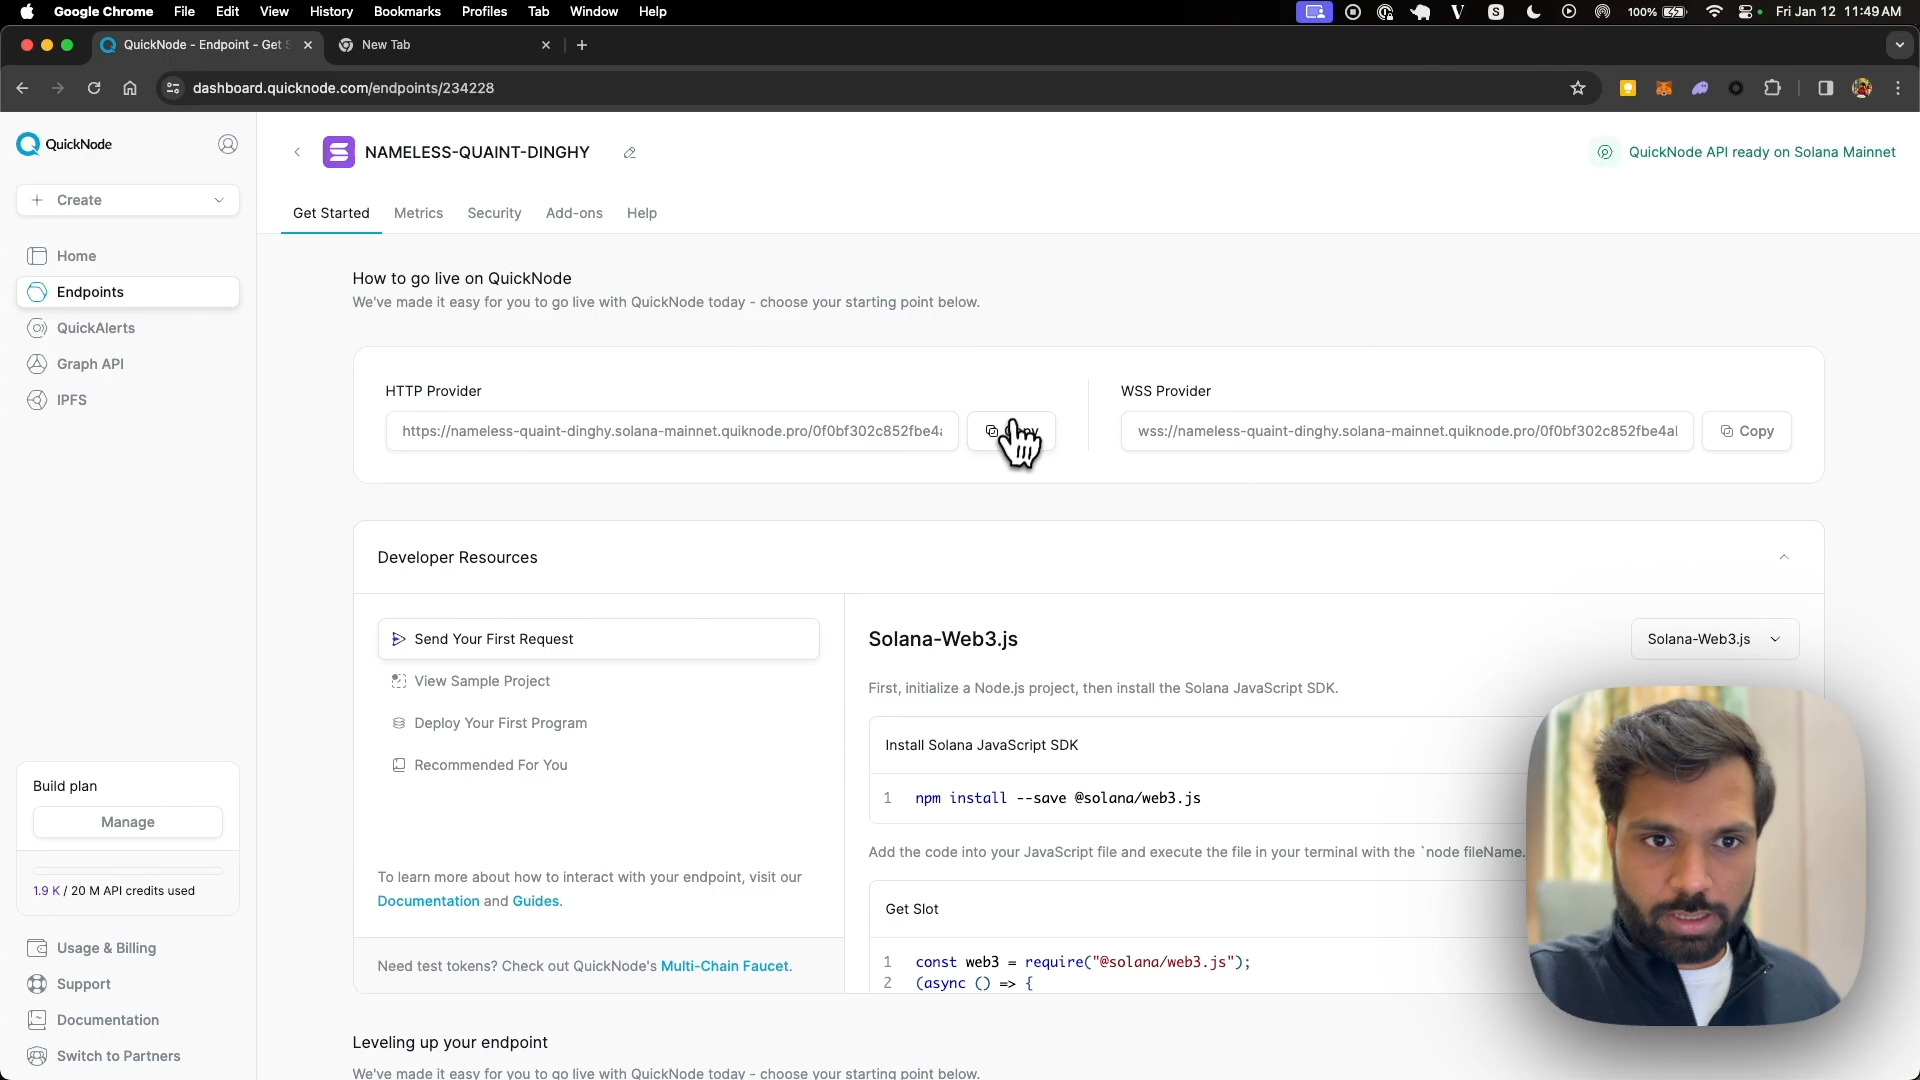 Google Chrome File Edit View History Bookmarks Profiles Tab Window Help
100% Fri Jan 12 11:49 AM
QuickNode - Endpoint - Get S
New Tab
dashboard.quicknode.com/endpoints/234228
QuickNode
Create
Home
Endpoints
QuickAlerts
Graph API
IPFS
Build plan
Manage
1.9 K / 20 M API credits used
Usage & Billing
Support
Documentation
Switch to Partners
NAMELESS-QUAINT-DINGHY
QuickNode API ready on Solana Mainnet
Get Started Metrics Security Add-ons Help
How to go live on QuickNode
We've made it easy for you to go live with QuickNode today - choose your starting point below.
HTTP Provider
https://nameless-quaint-dinghy.solana-mainnet.quiknode.pro/0f0bf302c852fbe4a
WSS Provider
wss://nameless-quaint-dinghy.solana-mainnet.quiknode.pro/0f0bf302c852fbe4al
Copy
Developer Resources
Send Your First Request
View Sample Project
Deploy Your First Program
Recommended For You
To learn more about how to interact with your endpoint, visit our
Documentation and Guides.
Need test tokens? Check out QuickNode's Multi-Chain Faucet.
Solana-Web3.js
Solana-Web3.js
First, initialize a Node.js project, then install the Solana JavaScript SDK.
Install Solana JavaScript SDK
1 npm install --save @solana/web3.js
Add the code into your JavaScript file and execute the file in your terminal with the `node fileName.
Get Slot
1 const web3 = require("@solana/web3.js");
2 (async () => {
Leveling up your endpoint
We've made it easy for you to go live with QuickNode today - choose your starting point below.